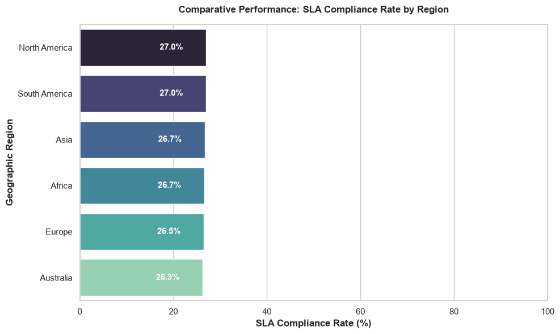 Comparative Performance: SLA Compliance Rate by Region
Geographic Region
North America
27.0%
South America
27.0%
Asia
26.7%
Africa
26.7%
Europe
26.5%
Australia
26.3%
0
20
40
60
80
100
SLA Compliance Rate (%)